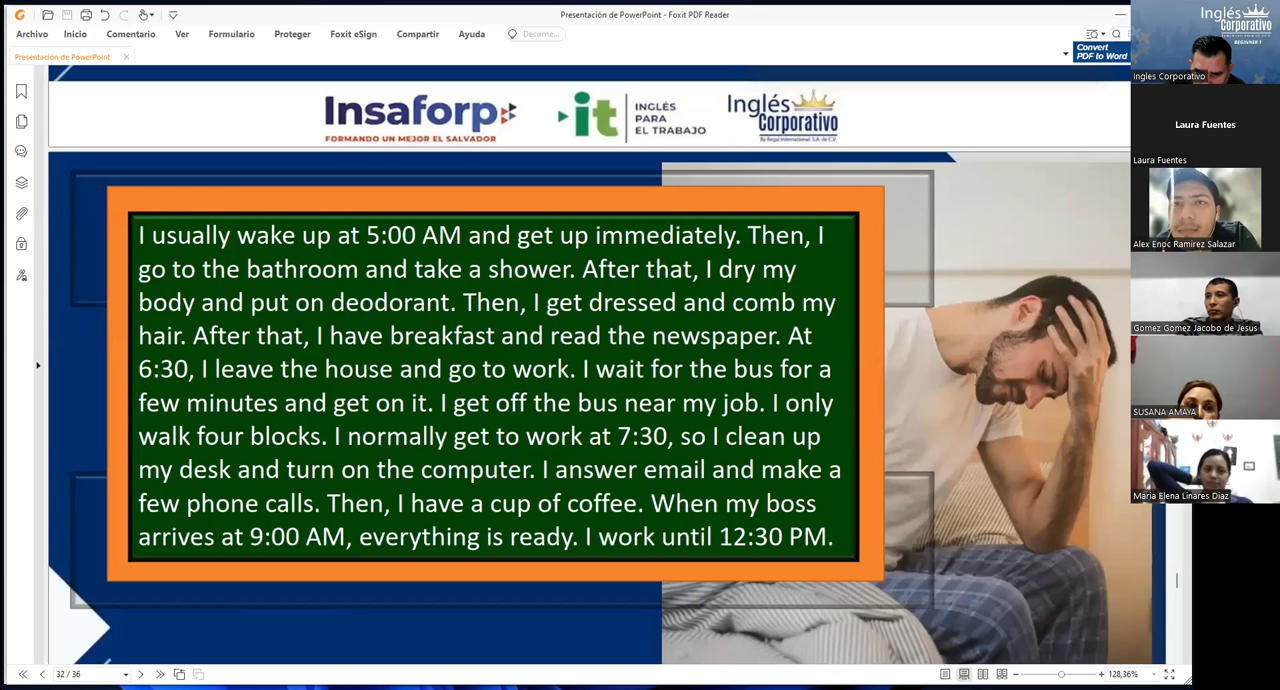 Presentación de PowerPoint - Foxit PDF Reader
Archivo Inicio Comentario Ver Formulario Proteger Foxit eSign Compartir Ayuda Decirme...
Presentación de PowerPoint
Convert
PDF to Word
Insaforp
FORMANDO UN MEJOR EL SALVADOR
it
INGLÉS
PARA
EL TRABAJO
Inglés
Corporativo
By Regal International, S.A. de C.V.
I usually wake up at 5:00 AM and get up immediately. Then, I
go to the bathroom and take a shower. After that, I dry my
body and put on deodorant. Then, I get dressed and comb my
hair. After that, I have breakfast and read the newspaper. At
6:30, I leave the house and go to work. I wait for the bus for a
few minutes and get on it. I get off the bus near my job. I only
walk four blocks. I normally get to work at 7:30, so I clean up
my desk and turn on the computer. I answer email and make a
few phone calls. Then, I have a cup of coffee. When my boss
arrives at 9:00 AM, everything is ready. I work until 12:30 PM.
32 / 36
128,36%
Inglés
Corporativo
BEGINNER 1
Ingles Corporativo
Laura Fuentes
Laura Fuentes
Alex Enoc Ramirez Salazar
Gomez Gomez Jacobo de Jesus
SUSANA AMAYA
Maria Elena Linares Diaz